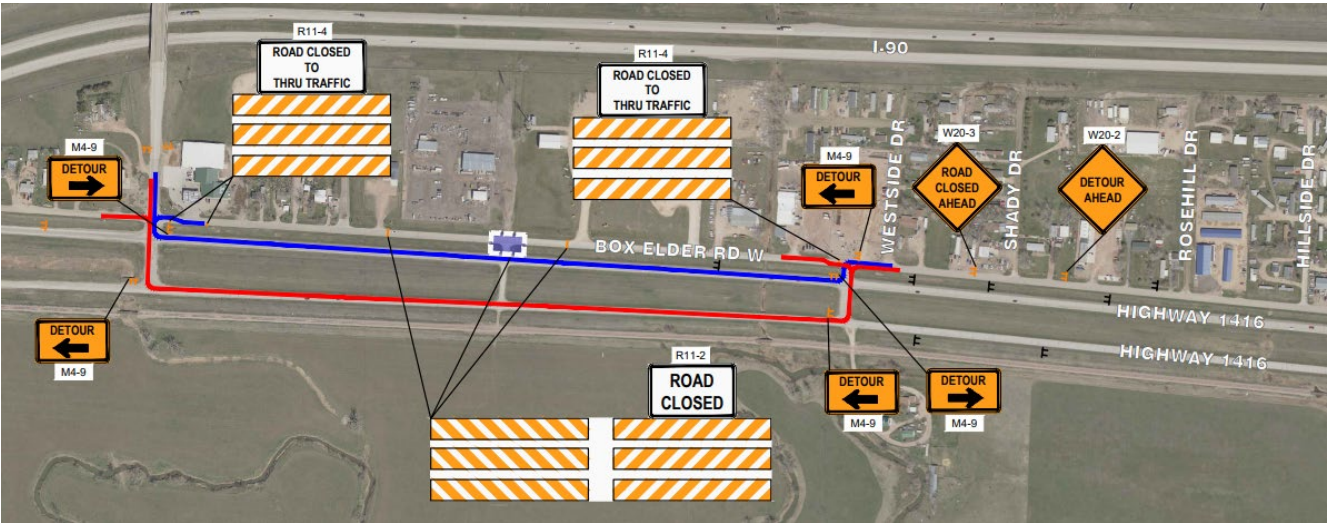 I-90
R11-4
ROAD CLOSED
TO
THRU TRAFFIC
R11-4
ROAD CLOSED
TO
THRU TRAFFIC
M4-9
DETOUR
M4-9
DETOUR
WESTSIDE DR
W20-3
ROAD
CLOSED
AHEAD
SHADY DR
W20-2
DETOUR
AHEAD
ROSEHILL DR
HILLSIDE DR
BOX ELDER RD W
HIGHWAY 1416
HIGHWAY 1416
DETOUR
M4-9
R11-2
ROAD
CLOSED
DETOUR
M4-9
DETOUR
M4-9